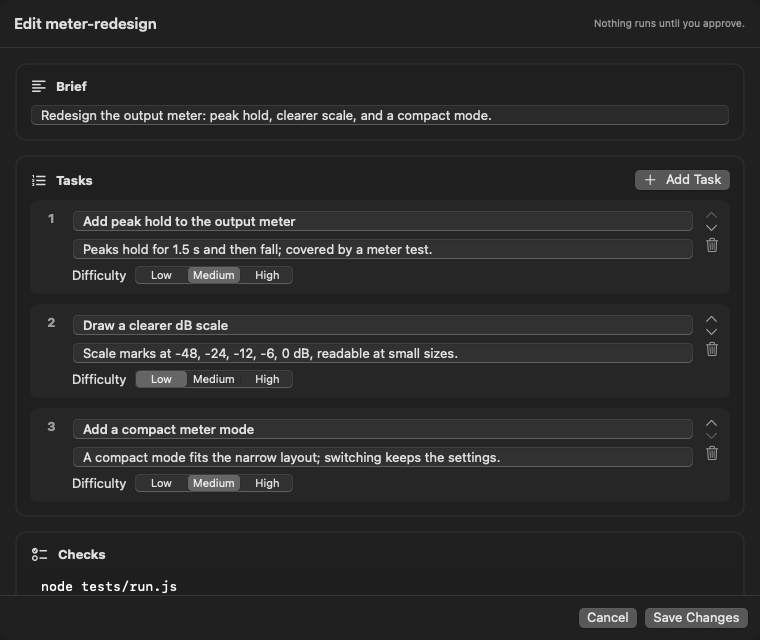 Edit meter-redesign
Nothing runs until you approve.
Brief
Redesign the output meter: peak hold, clearer scale, and a compact mode.
Tasks
+ Add Task
1
Add peak hold to the output meter
Peaks hold for 1.5 s and then fall; covered by a meter test.
Difficulty Low Medium High
2
Draw a clearer dB scale
Scale marks at -48, -24, -12, -6, 0 dB, readable at small sizes.
Difficulty Low Medium High
3
Add a compact meter mode
A compact mode fits the narrow layout; switching keeps the settings.
Difficulty Low Medium High
Checks
node tests/run.js
Cancel Save Changes